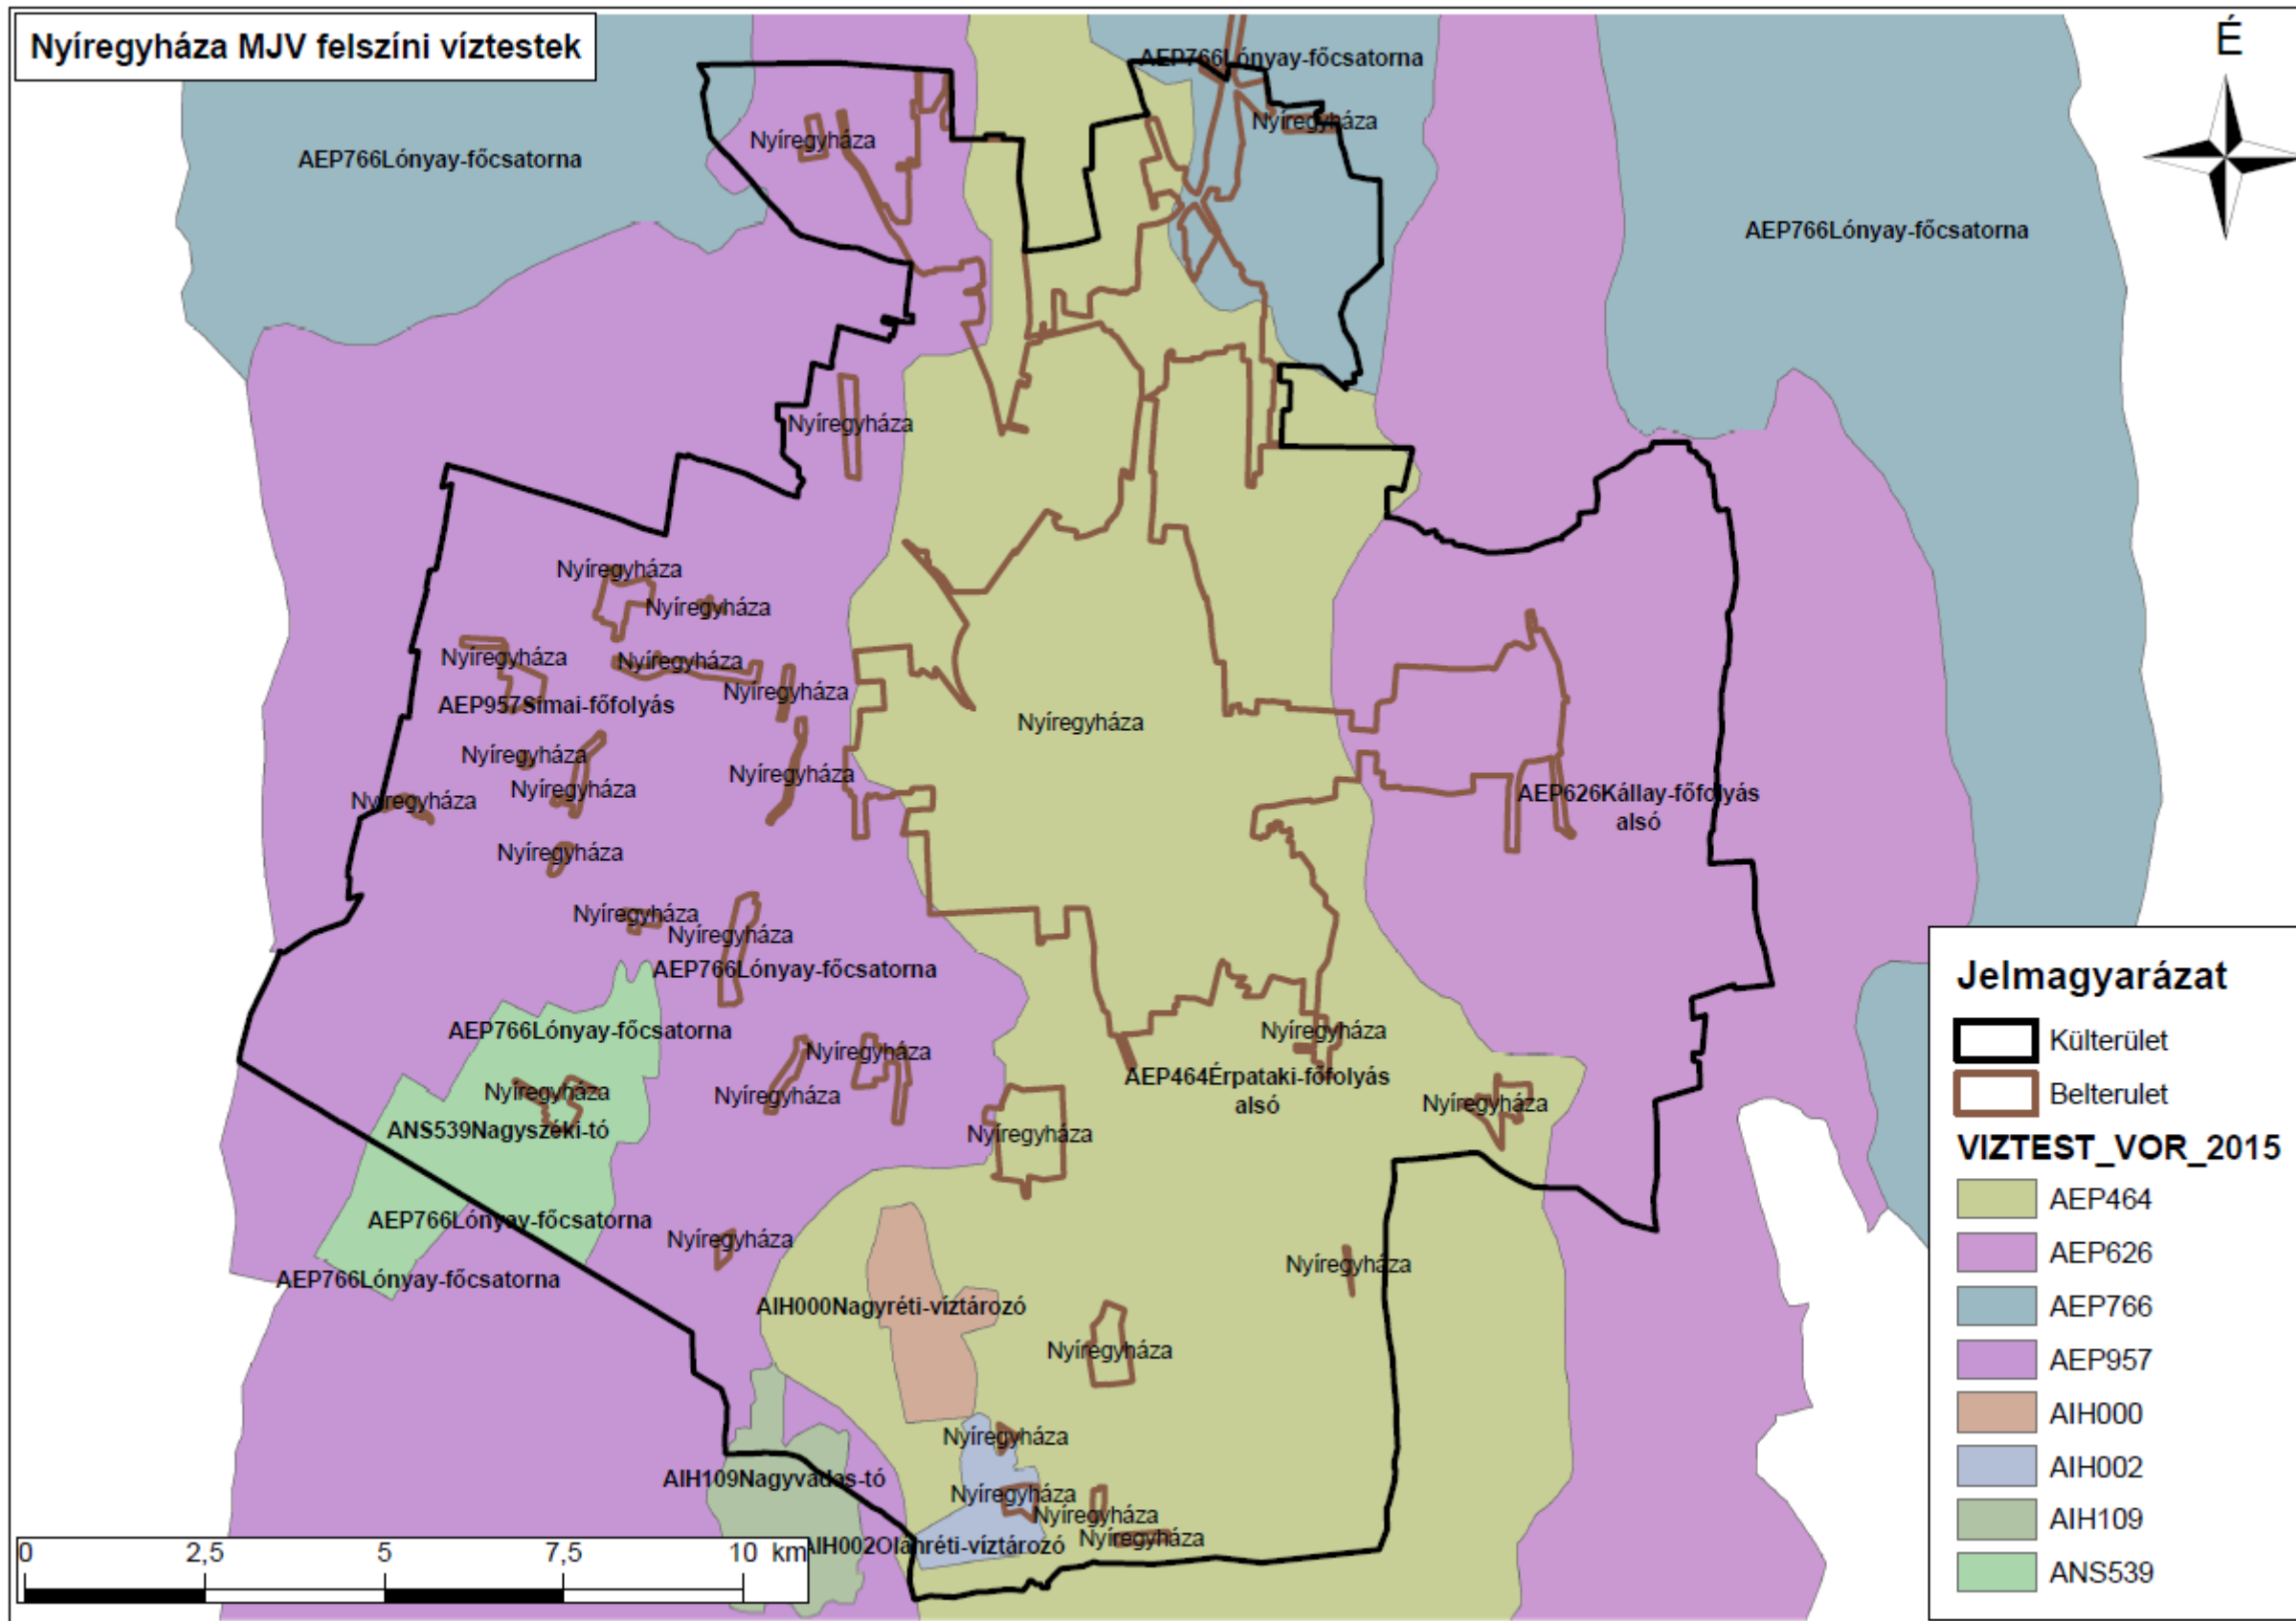 Nyíregyháza MJV felszíni víztestek
É
AEP766Lónyay-főcsatorna
Nyíregyháza
Nyíregyháza
AEP766Lónyay-főcsatorna
AEP766Lónyay-főcsatorna
Nyíregyháza
Nyíregyháza
Nyíregyháza
Nyíregyháza
Nyíregyháza
Nyíregyháza
AEP957Simai-főfolyás
Nyíregyháza
Nyíregyháza
Nyíregyháza
Nyíregyháza
Nyíregyháza
AEP626Kállay-főfolyás
alsó
Nyíregyháza
Nyíregyháza
Nyíregyháza
Nyíregyháza
AEP766Lónyay-főcsatorna
AEP766Lónyay-főcsatorna
Nyíregyháza
Nyíregyháza
AEP464Érpataki-főfolyás
alsó
Nyíregyháza
Nyíregyháza
Nyíregyháza
ANS539Nagyszéki-tó
Nyíregyháza
AEP766Lónyay-főcsatorna
Nyíregyháza
Nyíregyháza
AEP766Lónyay-főcsatorna
AIH000Nagyréti-víztározó
Nyíregyháza
Nyíregyháza
AIH109Nagyvadas-tó
Nyíregyháza
Nyíregyháza
Nyíregyháza
AIH002Oláhréti-víztározó
0 2,5 5 7,5 10 km
Jelmagyarázat
Külterület
Belterulet
VIZTEST_VOR_2015
AEP464
AEP626
AEP766
AEP957
AIH000
AIH002
AIH109
ANS539